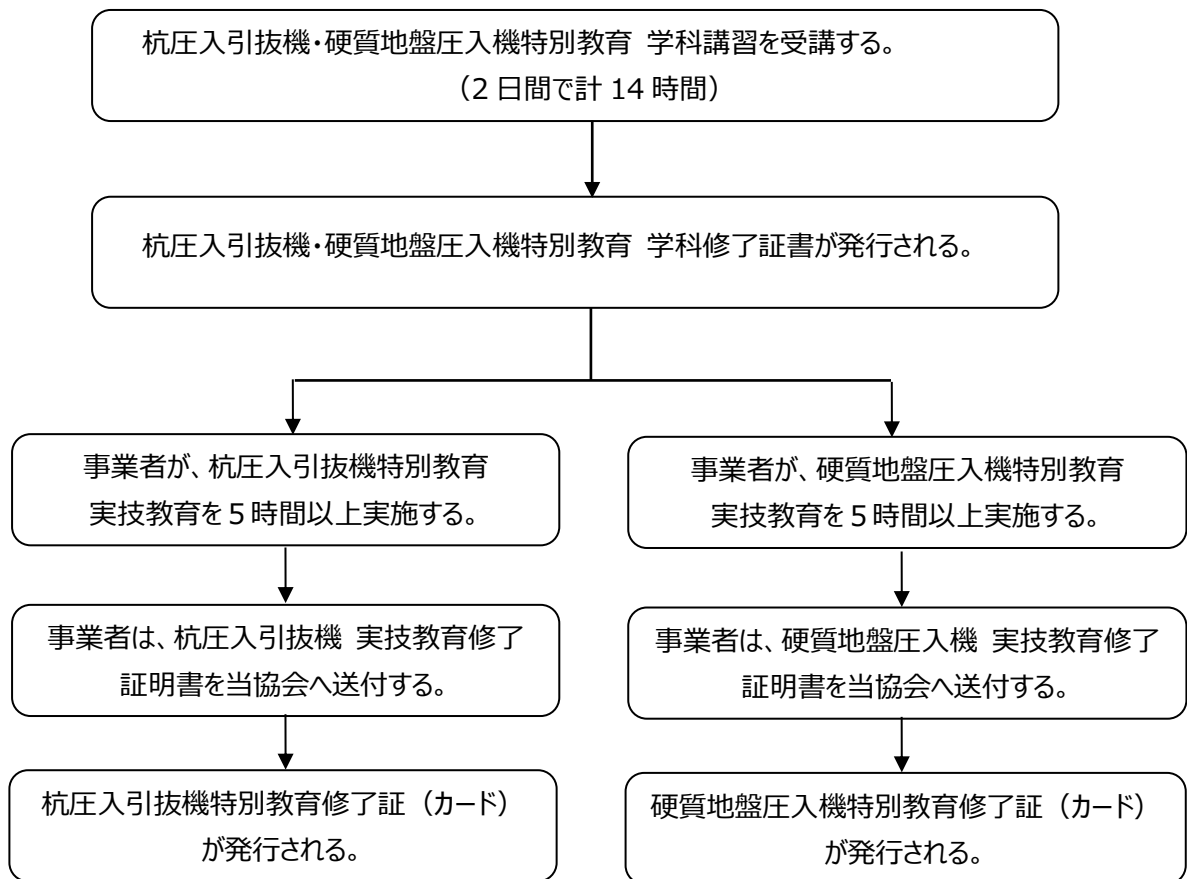 杭圧入引抜機・硬質地盤圧入機特別教育 学科講習を受講する。
（2 日間で計 14 時間）
杭圧入引抜機・硬質地盤圧入機特別教育 学科修了証書が発行される。
事業者が、杭圧入引抜機特別教育
実技教育を５時間以上実施する。
事業者は、杭圧入引抜機 実技教育修了
証明書を当協会へ送付する。
杭圧入引抜機特別教育修了証（カード）
が発行される。
事業者が、硬質地盤圧入機特別教育
実技教育を５時間以上実施する。
事業者は、硬質地盤圧入機 実技教育修了
証明書を当協会へ送付する。
硬質地盤圧入機特別教育修了証（カード）
が発行される。